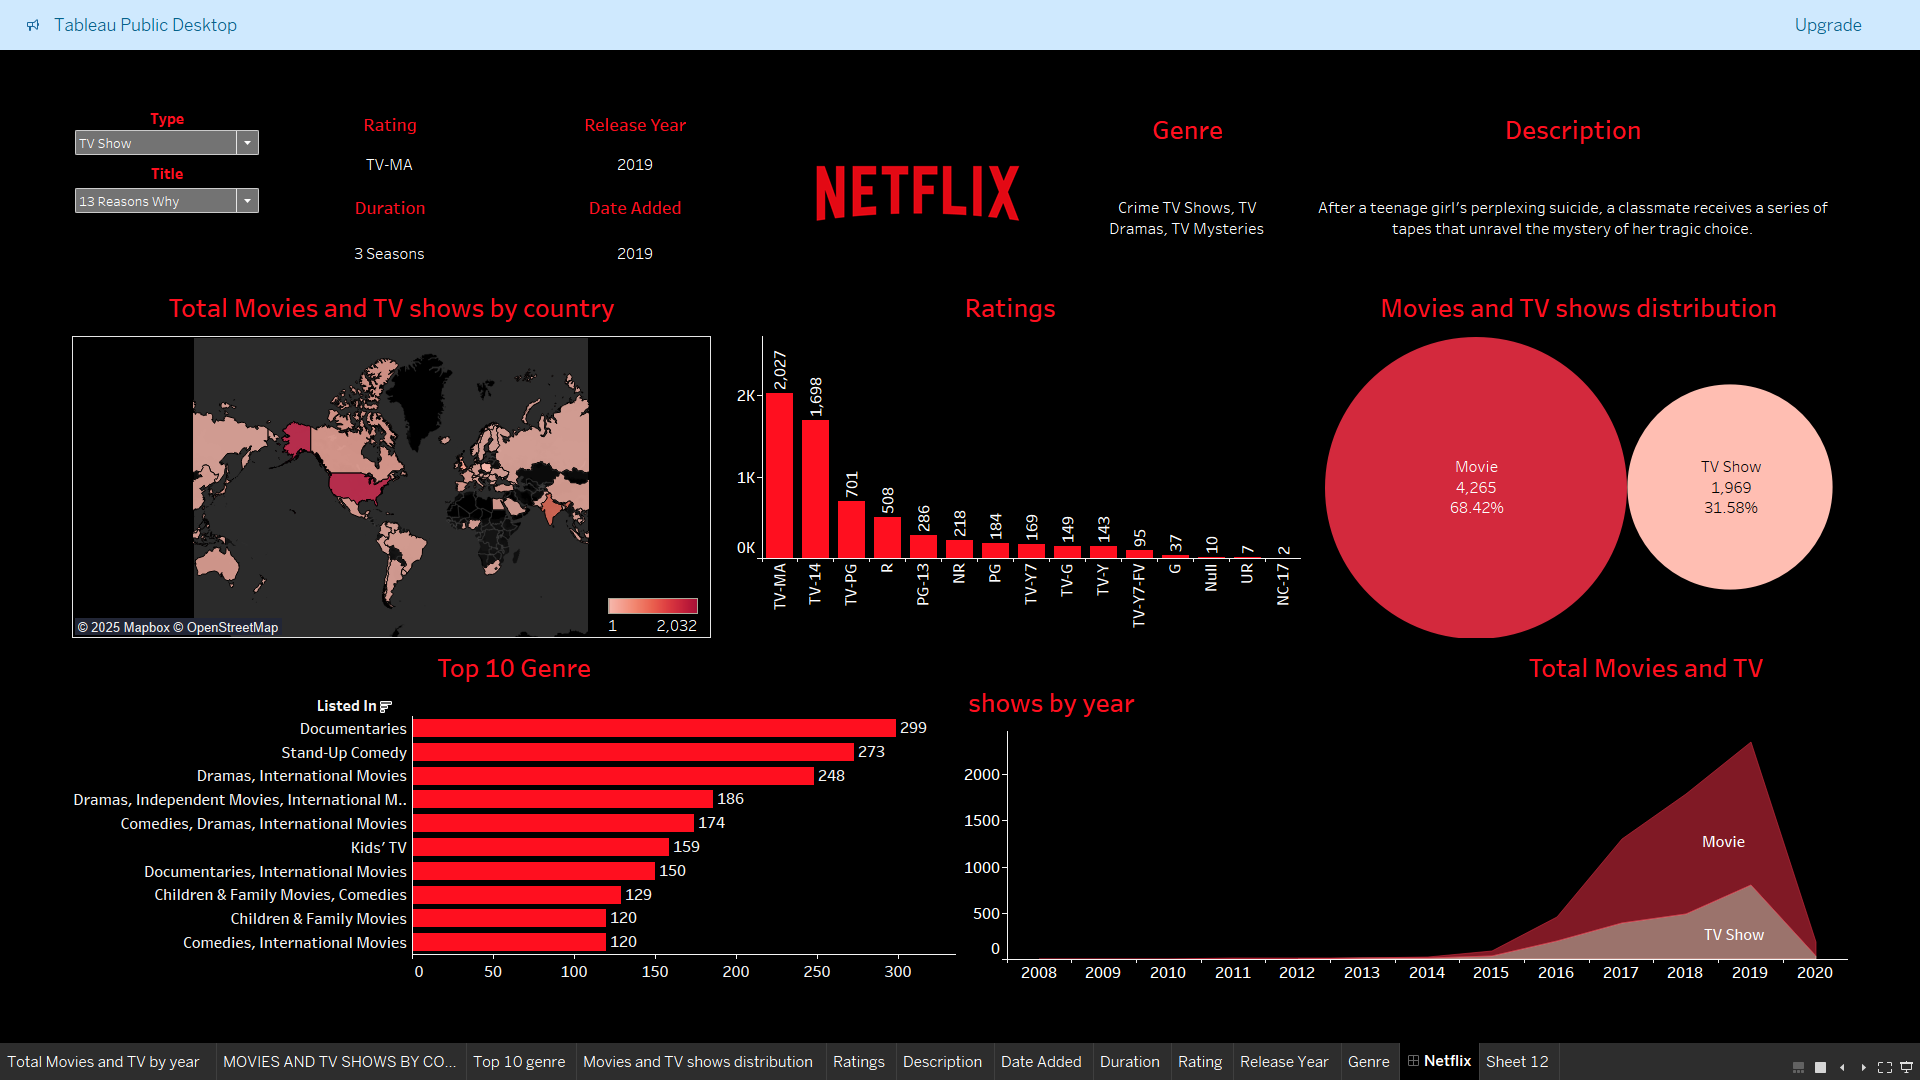 Tableau Public Desktop
Upgrade
Type
TV Show
Title
13 Reasons Why
Rating
TV-MA
Duration
3 Seasons
Release Year
2019
Date Added
2019
NETFLIX
Genre
Crime TV Shows, TV
Dramas, TV Mysteries
Description
After a teenage girl's perplexing suicide, a classmate receives a series of
tapes that unravel the mystery of her tragic choice.
Total Movies and TV shows by country
© 2025 Mapbox © OpenStreetMap
1
2,032
Ratings
2K
1K
0K
2,027
1,698
701
508
286
218
184
169
149
143
95
37
10
7
2
TV-MA
TV-14
TV-PG
R
PG-13
NR
PG
TV-Y7
TV-G
TV-Y
TV-Y7-FV
G
Null
UR
NC-17
Movies and TV shows distribution
Movie
4,265
68.42%
TV Show
1,969
31.58%
Top 10 Genre
Listed In
Documentaries 299
Stand-Up Comedy 273
Dramas, International Movies 248
Dramas, Independent Movies, International M.. 186
Comedies, Dramas, International Movies 174
Kids' TV 159
Documentaries, International Movies 150
Children & Family Movies, Comedies 129
Children & Family Movies 120
Comedies, International Movies 120
0 50 100 150 200 250 300
Total Movies and TV
shows by year
2000
1500
1000
500
0
Movie
TV Show
2008 2009 2010 2011 2012 2013 2014 2015 2016 2017 2018 2019 2020
Total Movies and TV by year
MOVIES AND TV SHOWS BY CO...
Top 10 genre
Movies and TV shows distribution
Ratings
Description
Date Added
Duration
Rating
Release Year
Genre
Netflix
Sheet 12